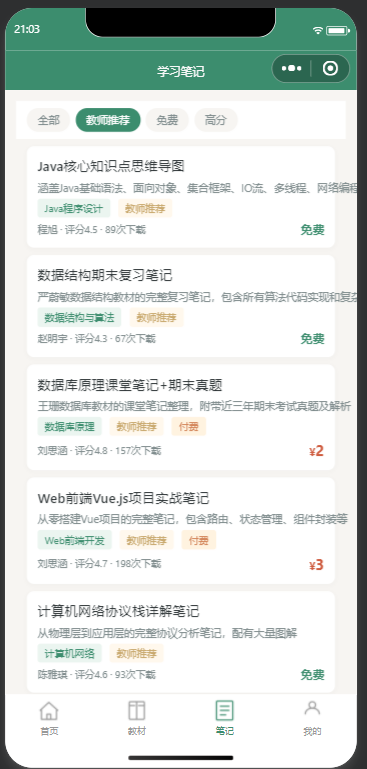 21:03
学习笔记
全部 教师推荐 免费 高分
Java核心知识点思维导图
涵盖Java基础语法、面向对象、集合框架、IO流、多线程、网络编程
Java程序设计 教师推荐
程旭 · 评分4.5 · 89次下载 免费
数据结构期末复习笔记
严蔚敏数据结构教材的完整复习笔记，包含所有算法代码实现和复杂
数据结构与算法 教师推荐
赵明宇 · 评分4.3 · 67次下载 免费
数据库原理课堂笔记+期末真题
王珊数据库教材的课堂笔记整理，附带近三年期末考试真题及解析
数据库原理 教师推荐 付费
刘思涵 · 评分4.8 · 157次下载 ¥2
Web前端Vue.js项目实战笔记
从零搭建Vue项目的完整笔记，包含路由、状态管理、组件封装等
Web前端开发 教师推荐 付费
刘思涵 · 评分4.7 · 198次下载 ¥3
计算机网络协议栈详解笔记
从物理层到应用层的完整协议分析笔记，配有大量图解
计算机网络 教师推荐
陈雅琪 · 评分4.6 · 93次下载 免费
首页 教材 笔记 我的